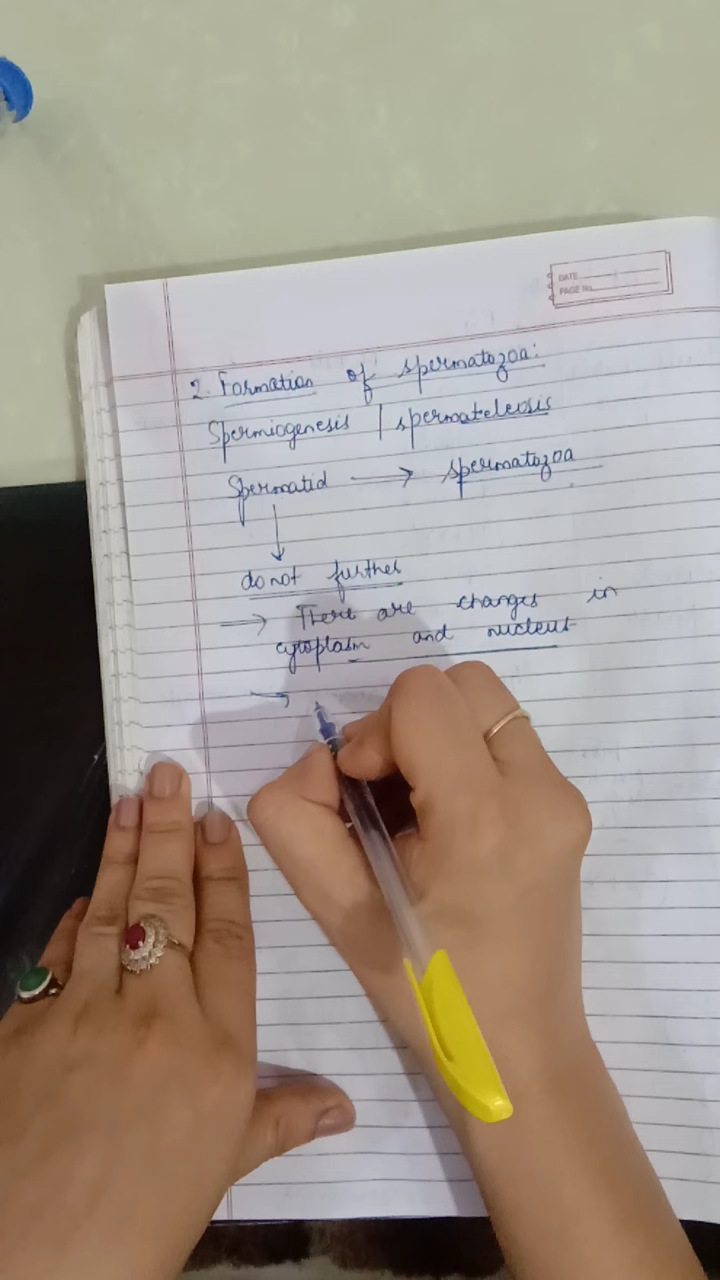 DATE
PAGE No.
2. Formation of spermatozoa:
Spermiogenesis / spermateleosis
Spermatid → spermatozoa
↓
do not further
⇒ There are changes in
cytoplasm and nucleus
→